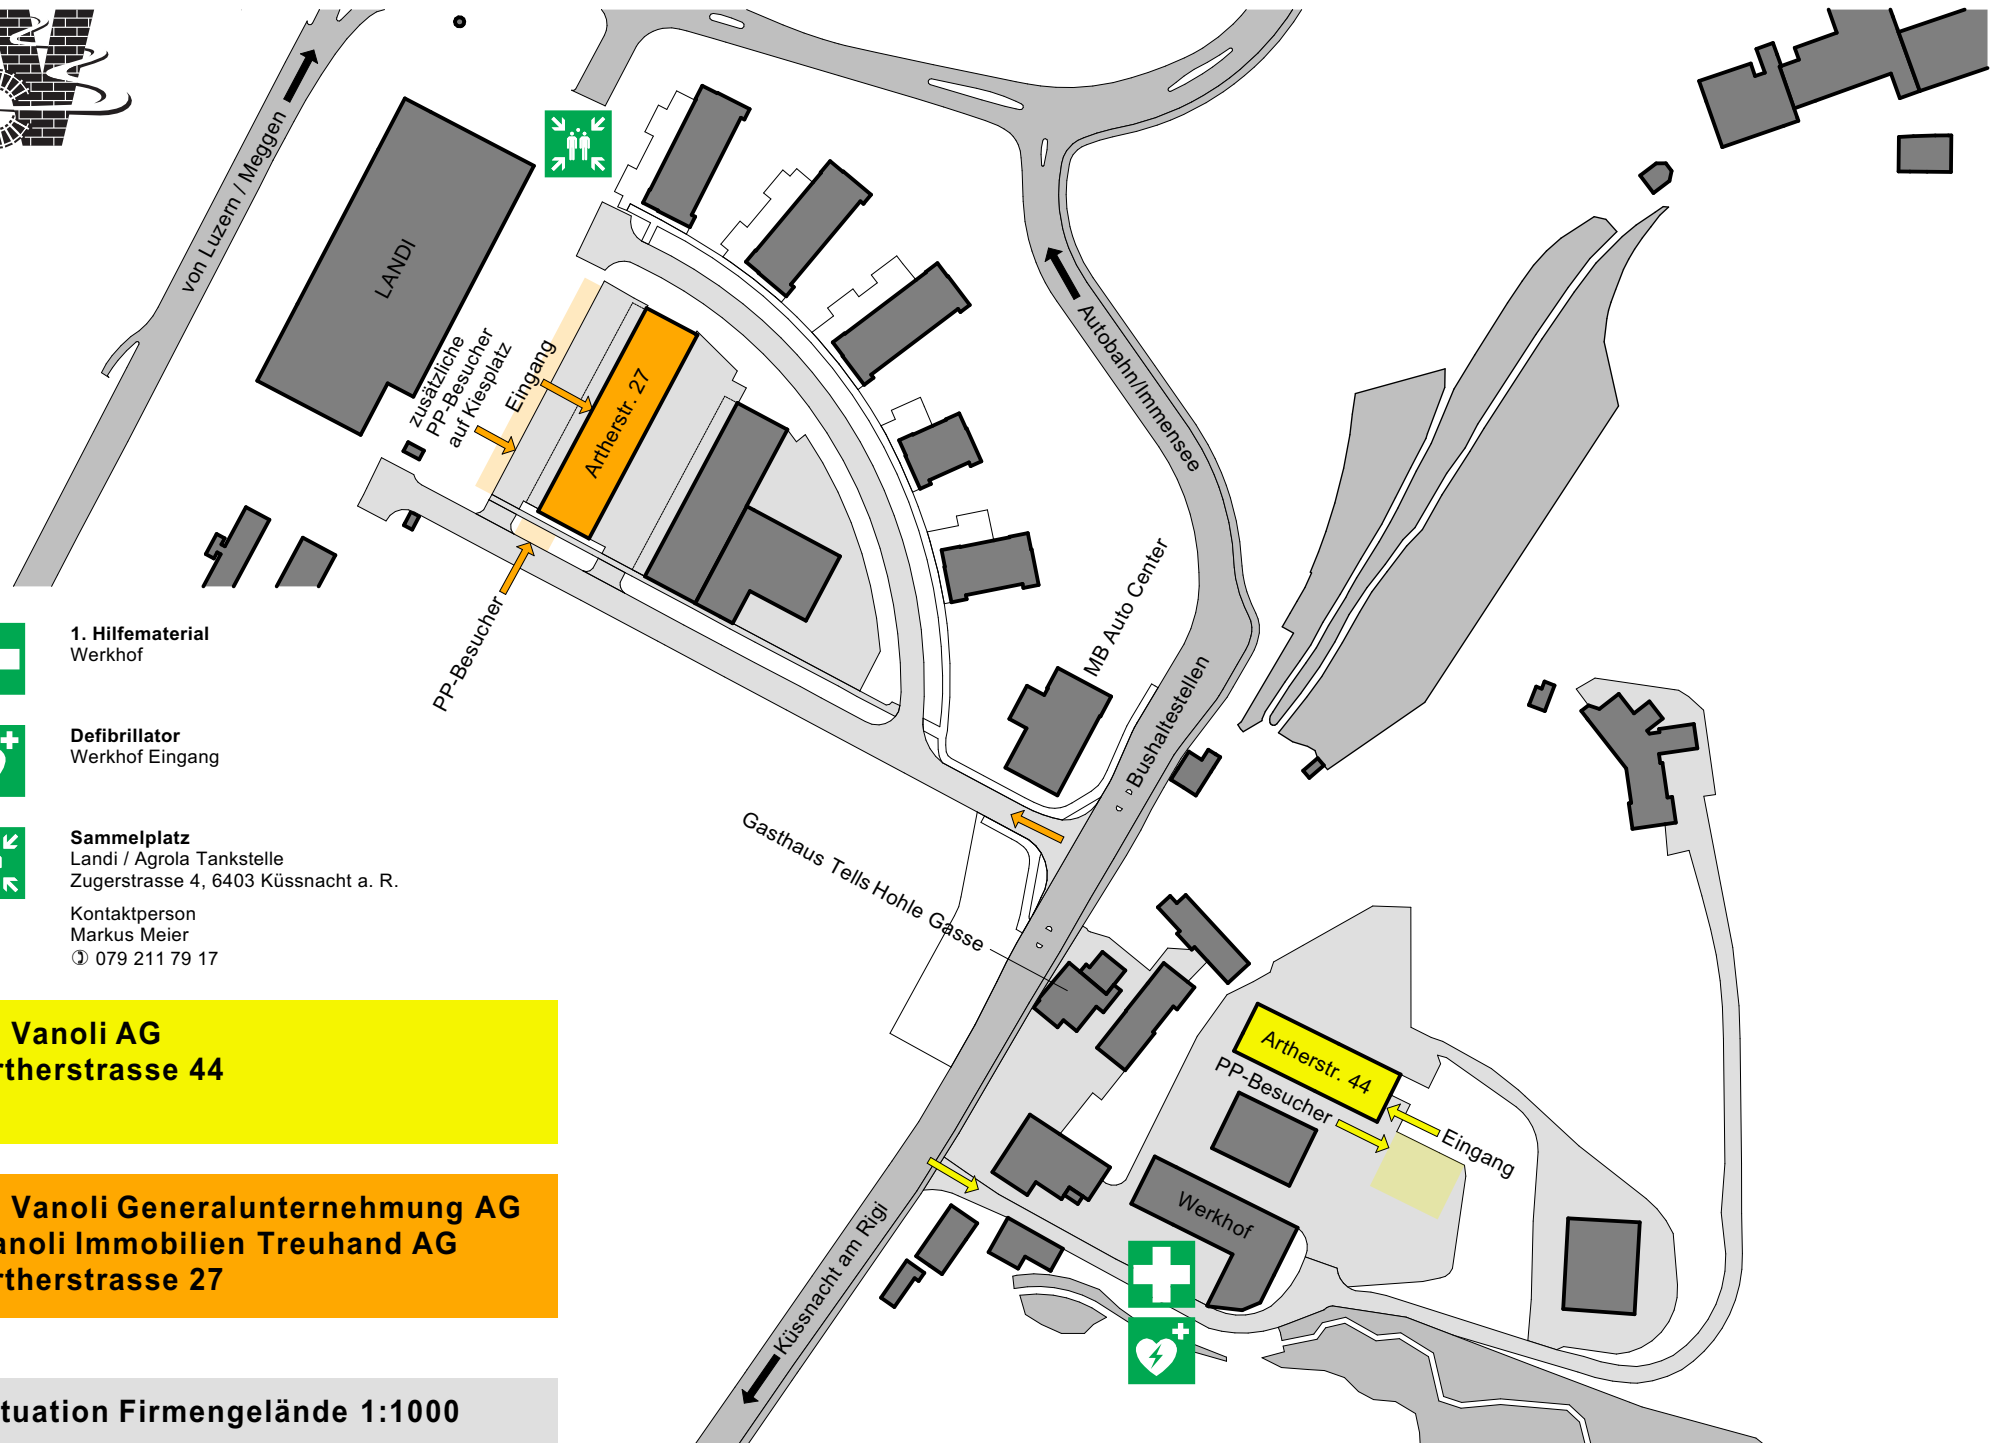 von Luzern / Meggen
LANDI
zusätzliche
PP-Besucher
auf Kiesplatz
Eingang
Artherstr. 27
PP-Besucher
Autobahn/Immensee
MB Auto Center
Bushaltestellen
Gasthaus Tells Hohle Gasse
Artherstr. 44
PP-Besucher
Eingang
Werkhof
Küssnacht am Rigi
1. Hilfematerial
Werkhof
Defibrillator
Werkhof Eingang
Sammelplatz
Landi / Agrola Tankstelle
Zugerstrasse 4, 6403 Küssnacht a. R.
Kontaktperson
Markus Meier
✆ 079 211 79 17
Vanoli AG
rtherstrasse 44
Vanoli Generalunternehmung AG
anoli Immobilien Treuhand AG
rtherstrasse 27
tuation Firmengelände 1:1000